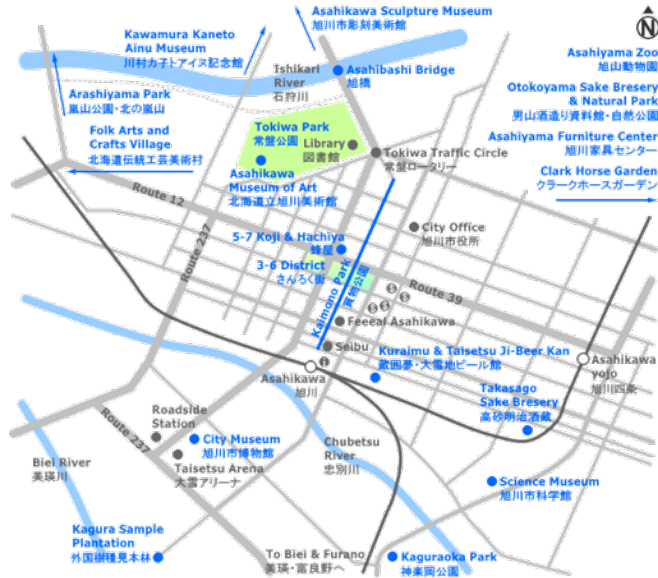 Asahikawa Sculpture Museum
旭川市彫刻美術館
N
Kawamura Kaneto
Ainu Museum
川村カ子トアイヌ記念館
Asahiyama Zoo
旭山動物園
Ishikari
River
石狩川
Asahibashi Bridge
旭橋
Otokoyama Sake Bresery
& Natural Park
男山酒造り資料館・自然公園
Arashiyama Park
嵐山公園・北の嵐山
Folk Arts and
Crafts Village
北海道伝統工芸美術村
Tokiwa Park
常盤公園
Library
図書館
Asahiyama Furniture Center
旭川家具センター
Tokiwa Traffic Circle
常盤ロータリー
Clark Horse Garden
クラークホースガーデン
Asahikawa
Museum of Art
北海道立旭川美術館
Route 12
Route 237
City Office
旭川市役所
5-7 Koji & Hachiya
蜂屋
3-6 District
さんろく街
Kaimono Park
買物公園
Route 39
Feeeal Asahikawa
Seibu
Asahikawa
旭川
Kuraimu & Taisetsu Ji-Beer Kan
蔵囲夢・大雪地ビール館
Asahikawa
yojo
旭川四条
Takasago
Sake Bresery
高砂明治酒蔵
Roadside
Station
Route 237
City Museum
旭川市博物館
Taisetsu Arena
大雪アリーナ
Chubetsu
River
忠別川
Biei River
美瑛川
Science Museum
旭川市科学館
Kagura Sample
Plantation
外国樹種見本林
To Biei & Furano
美瑛・富良野へ
Kaguraoka Park
神楽岡公園